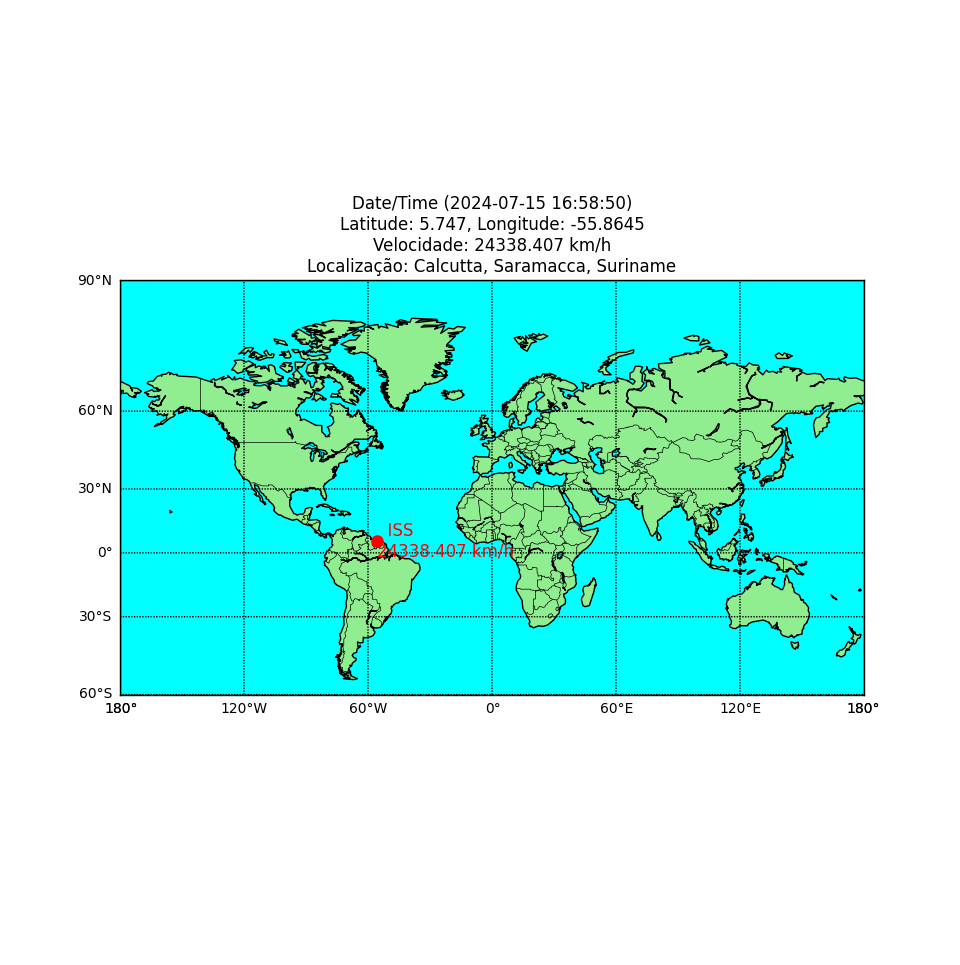 Date/Time (2024-07-15 16:58:50)
Latitude: 5.747, Longitude: -55.8645
Velocidade: 24338.407 km/h
Localização: Calcutta, Saramacca, Suriname
90°N
60°N
30°N
ISS
24338.407 km/h
0°
30°S
60°S
180°
120°W
60°W
0°
60°E
120°E
180°